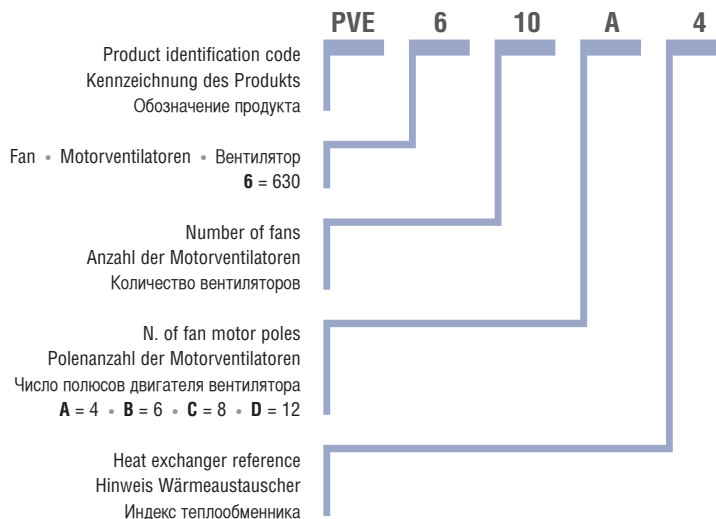 PVE 6 10 A 4
Product identification code
Kennzeichnung des Produkts
Обозначение продукта
Fan • Motorventilatoren • Вентилятор
6 = 630
Number of fans
Anzahl der Motorventilatoren
Количество вентиляторов
N. of fan motor poles
Polenanzahl der Motorventilatoren
Число полюсов двигателя вентилятора
A = 4 • B = 6 • C = 8 • D = 12
Heat exchanger reference
Hinweis Wärmeaustauscher
Индекс теплообменника